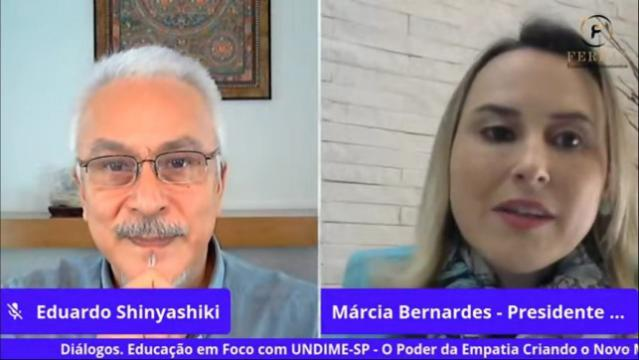 Eduardo Shinyashiki
Márcia Bernardes - Presidente ...
Diálogos. Educação em Foco com UNDIME-SP - O Poder da Empatia Criando o Novo